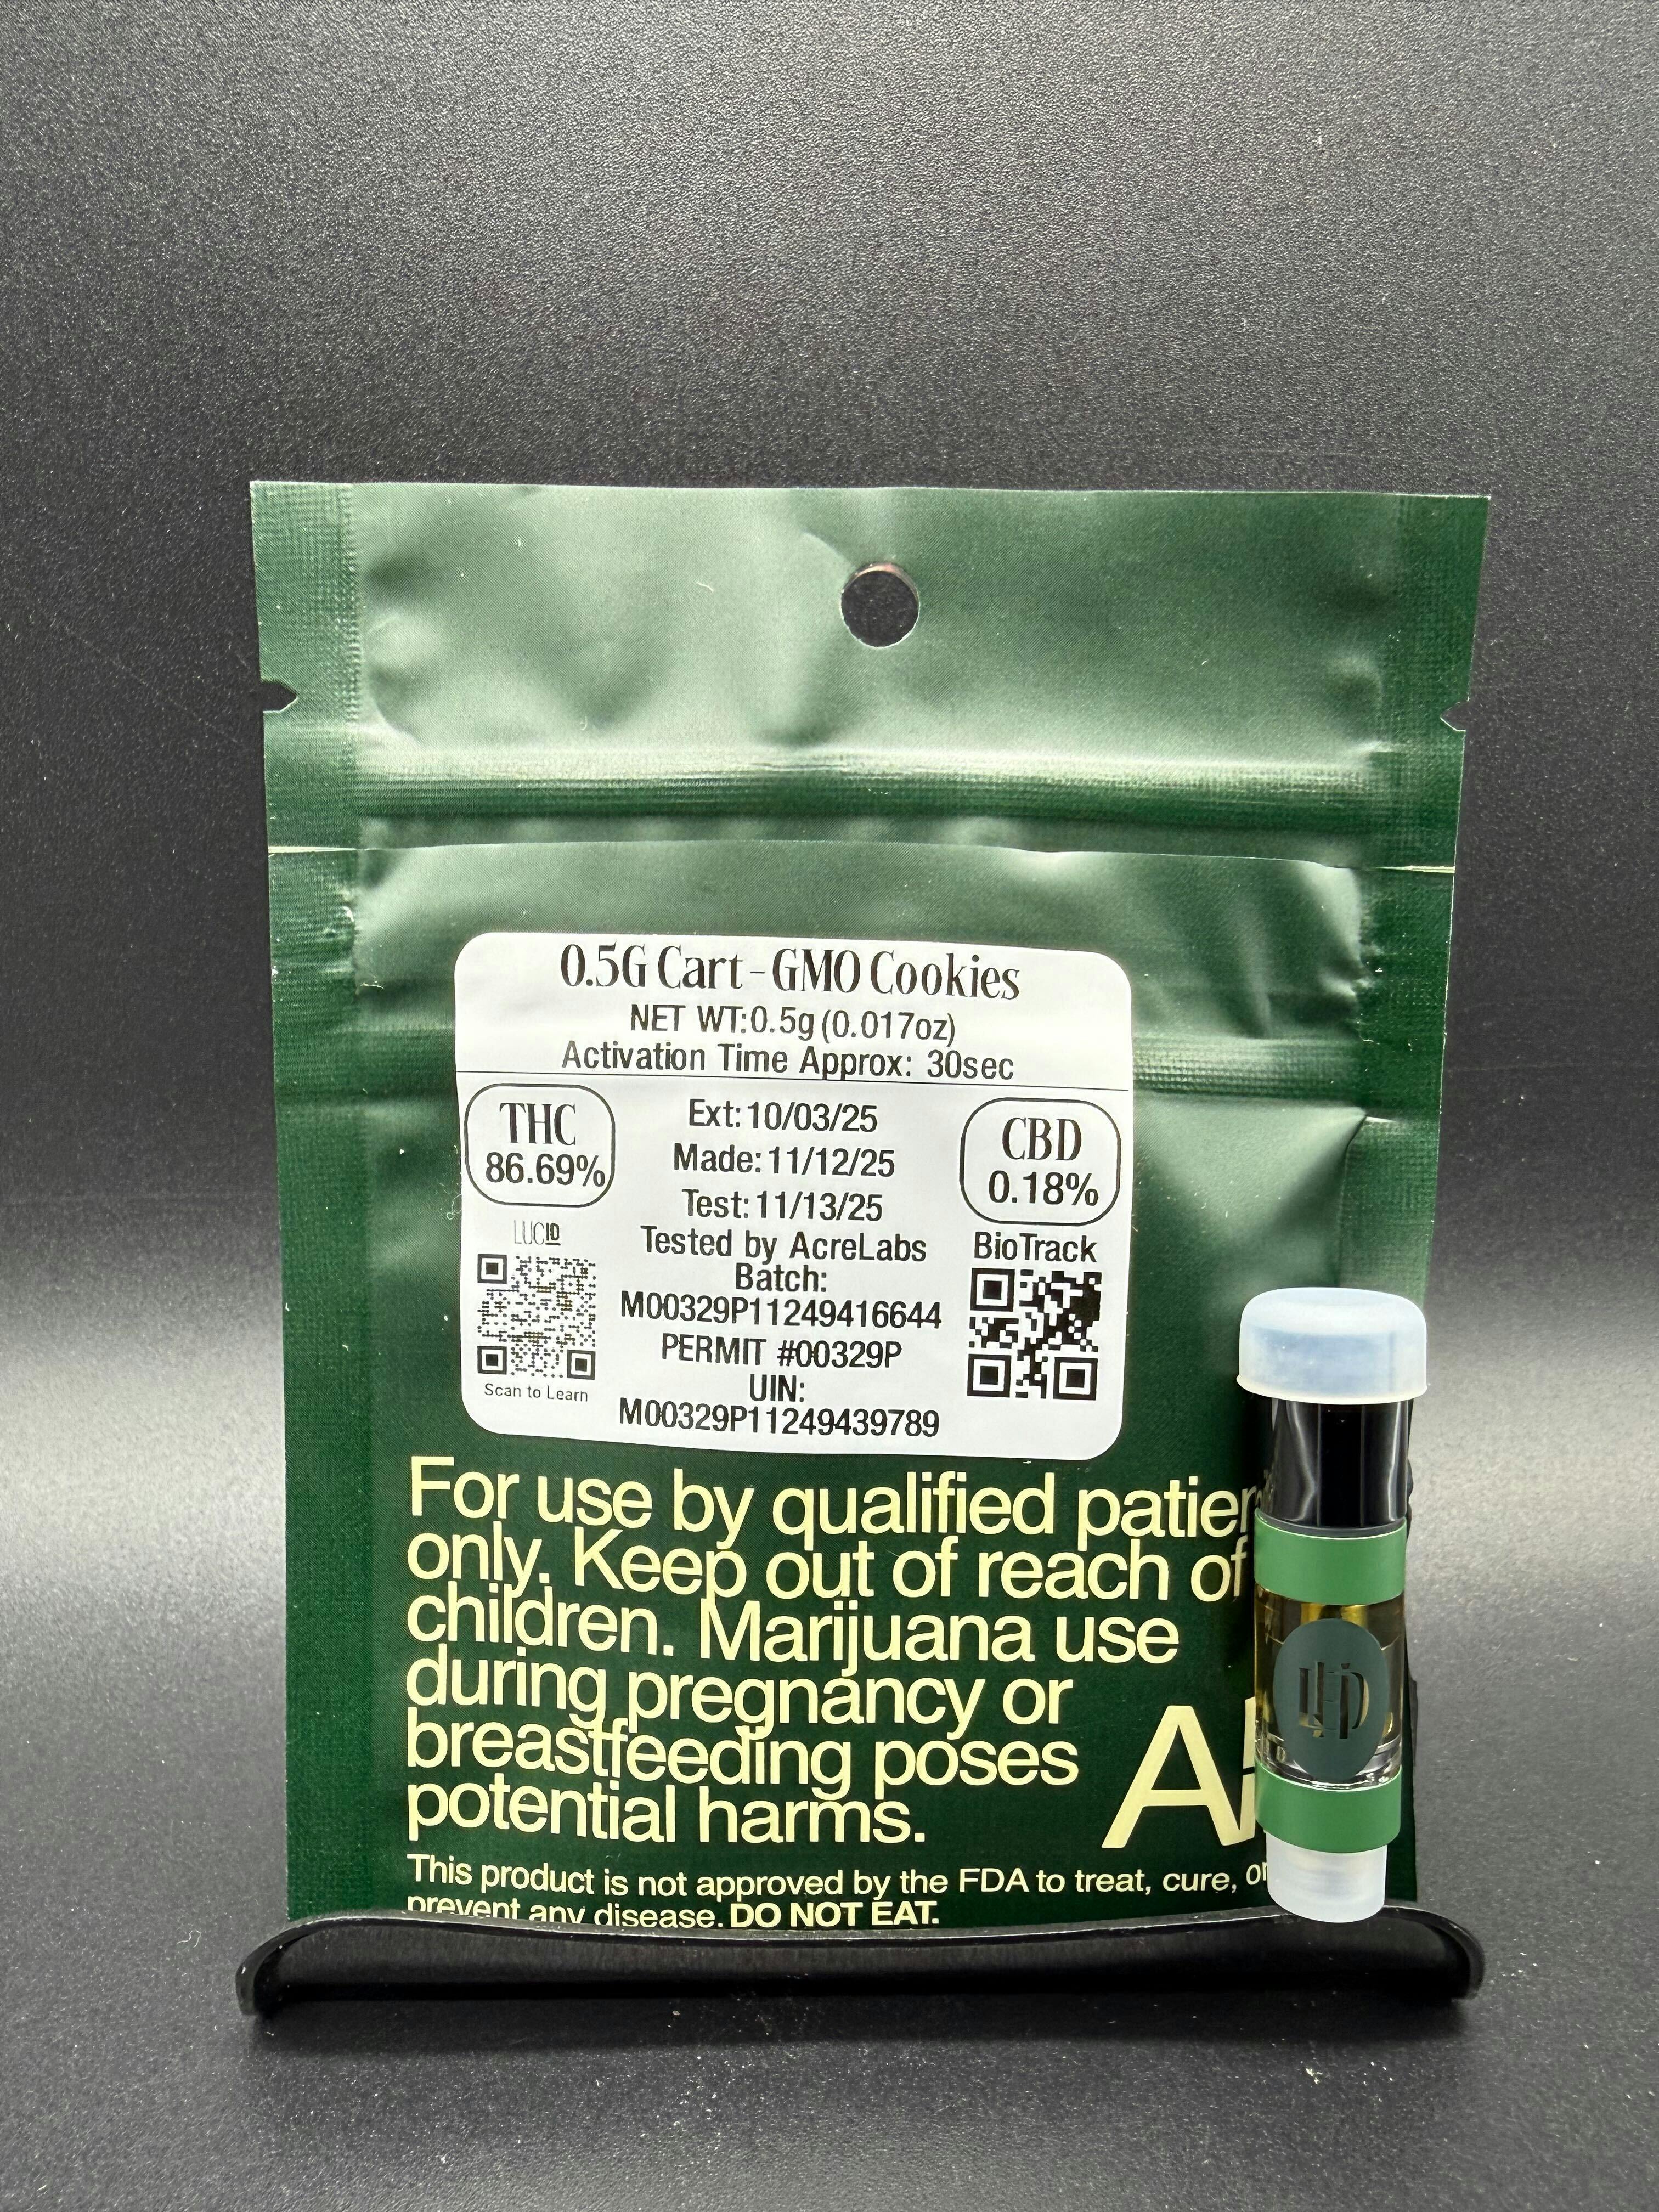 0.5G Cart - GMO Cookies
NET WT:0.5g (0.017oz)
Activation Time Approx: 30sec
THC
86.69%
Ext: 10/03/25
Made: 11/12/25
Test: 11/13/25
Tested by AcreLabs
Batch:
M00329P11249416644
PERMIT #00329P
UIN:
M00329P11249439789
CBD
0.18%
LUCID
Scan to Learn
BioTrack
For use by qualified
only. Keep out of reach of
children. Marijuana use
during pregnancy or
breastfeeding poses
potential harms.
This product is not approved by the FDA to treat, cure, or
prevent any disease. DO NOT EAT.